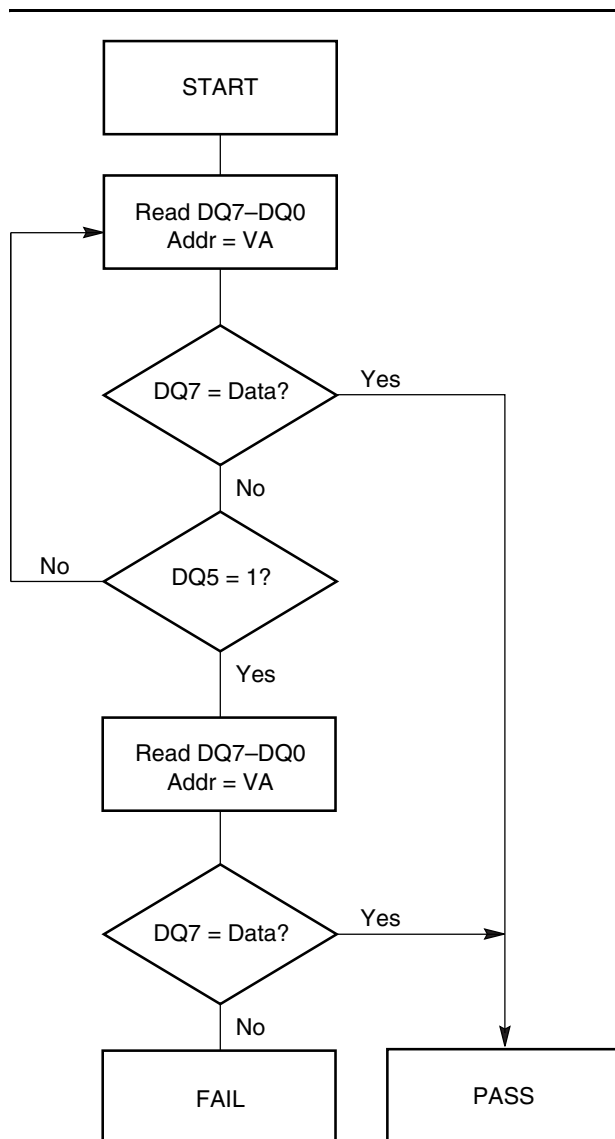 START
Read DQ7–DQ0
Addr = VA
DQ7 = Data?
Yes
No
DQ5 = 1?
No
Yes
Read DQ7–DQ0
Addr = VA
DQ7 = Data?
Yes
No
FAIL
PASS